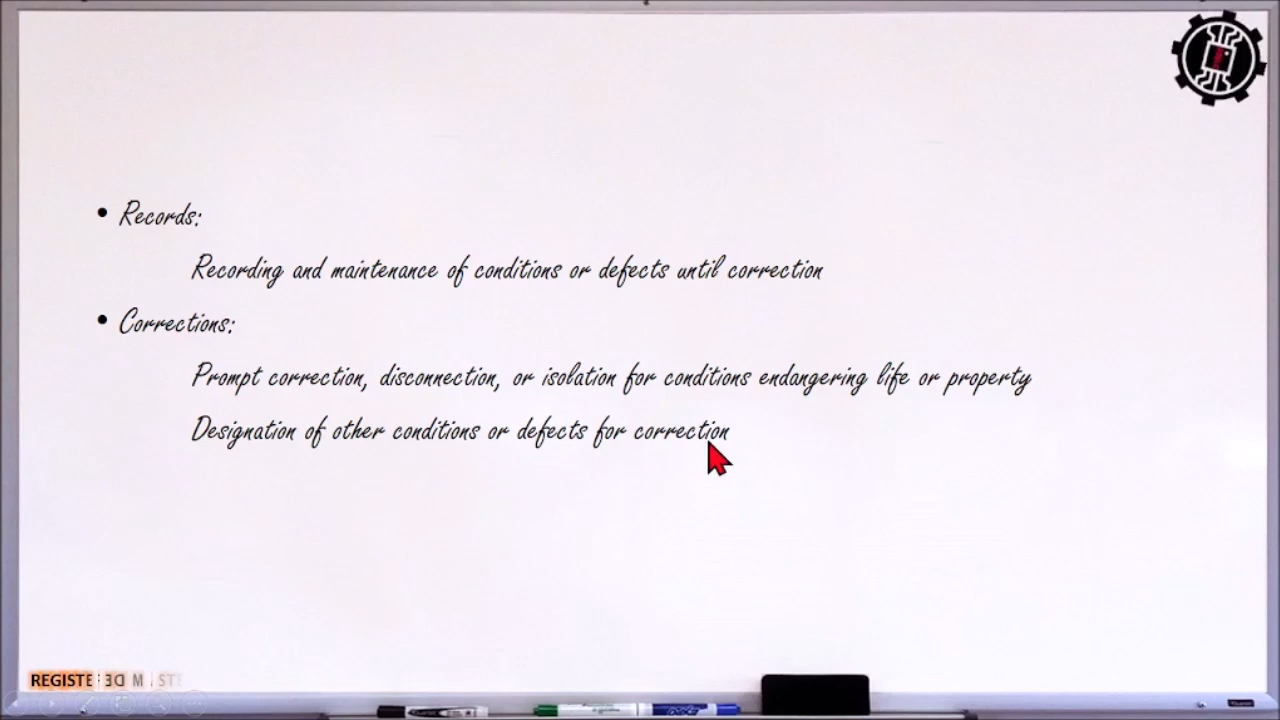 • Records:
Recording and maintenance of conditions or defects until correction
• Corrections:
Prompt correction, disconnection, or isolation for conditions endangering life or property
Designation of other conditions or defects for correction
REGISTE